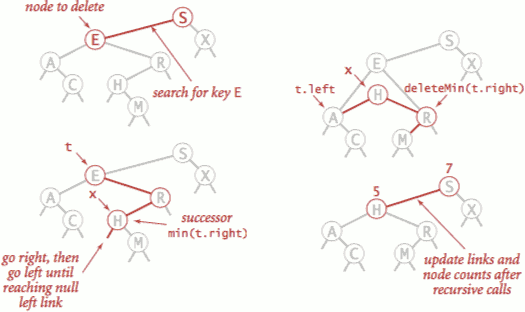 node to delete
S
E
X
A
R
C
H
M
search for key E
t
S
E
X
x
A
R
H
C
M
successor
min(t.right)
go right, then
go left until
reaching null
left link
S
E
X
x
t.left
H
deleteMin(t.right)
A
R
C
M
7
5
S
H
X
A
R
C
M
update links and
node counts after
recursive calls